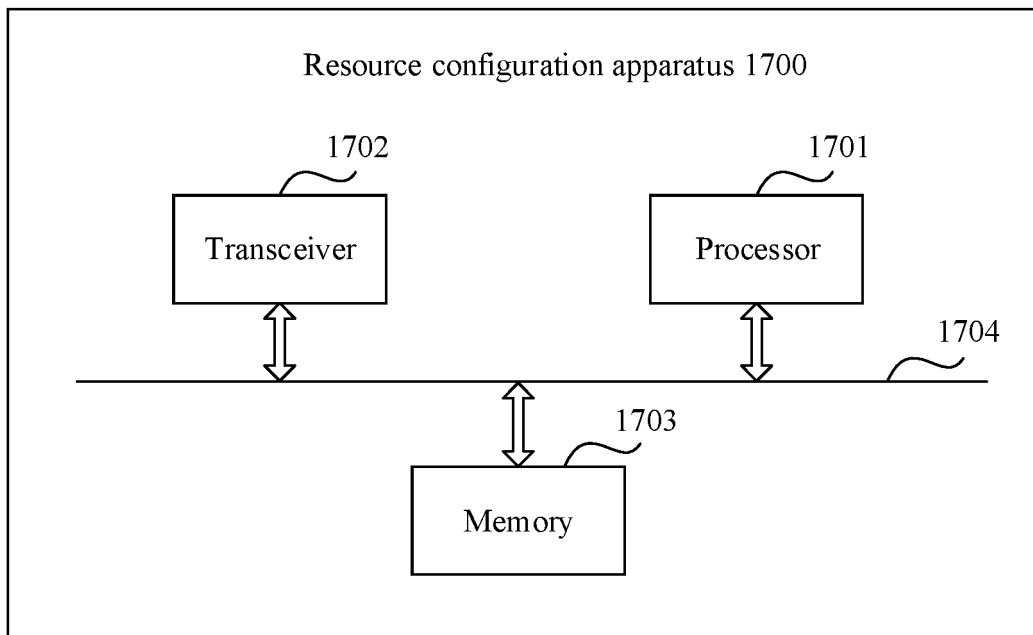 Resource configuration apparatus 1700
1702
1701
Transceiver
Processor
1704
1703
Memory